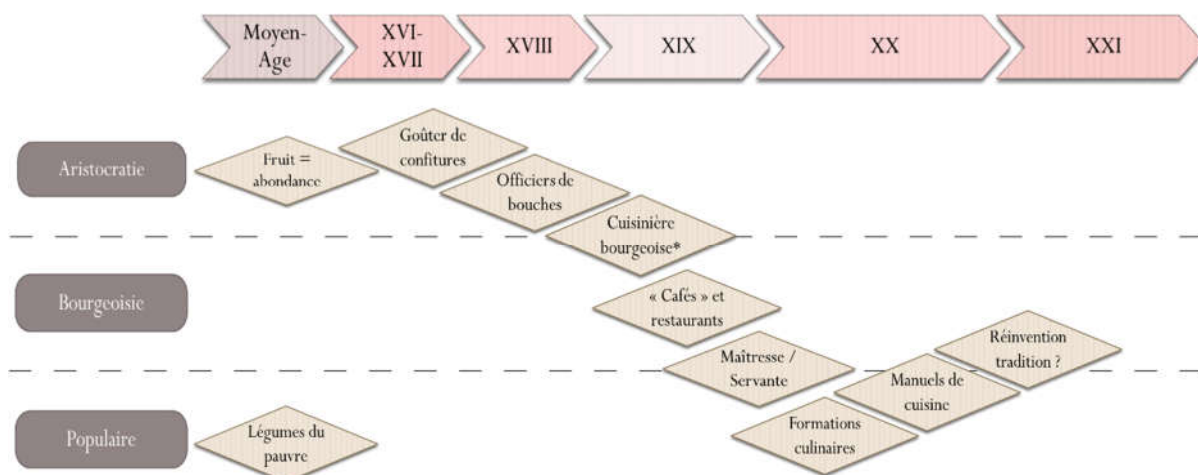 Moyen-
Age
XVI-
XVII
XVIII
XIX
XX
XXI
Aristocratie
Fruit =
abondance
Goûter de
confitures
Officiers de
bouches
Cuisinière
bourgeoise*
Bourgeoisie
« Cafés » et
restaurants
Maîtresse /
Servante
Réinvention
tradition ?
Manuels de
cuisine
Populaire
Légumes du
pauvre
Formations
culinaires